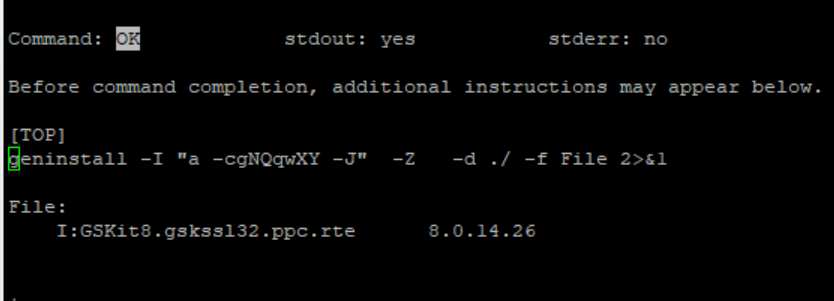 Command: OK stdout: yes stderr: no
Before command completion, additional instructions may appear below.
[TOP]
geninstall -I "a -cgNQqwXY -J" -Z -d ./ -f File 2>&1
File:
I:GSKit8.gskssl32.ppc.rte 8.0.14.26